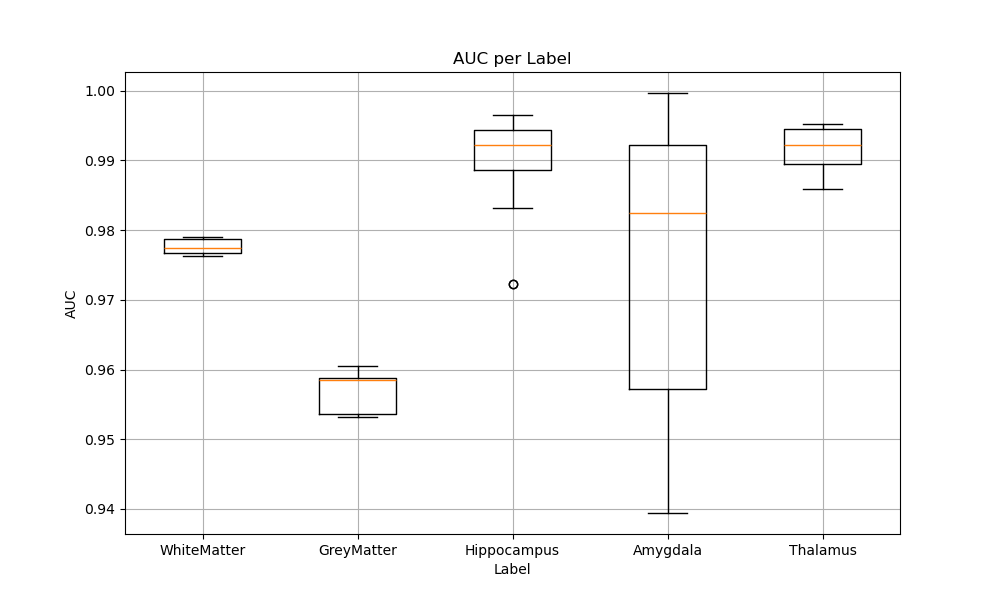 AUC per Label
1.00
0.99
0.98
0.97
0.96
0.95
0.94
AUC
WhiteMatter GreyMatter Hippocampus Amygdala Thalamus
Label